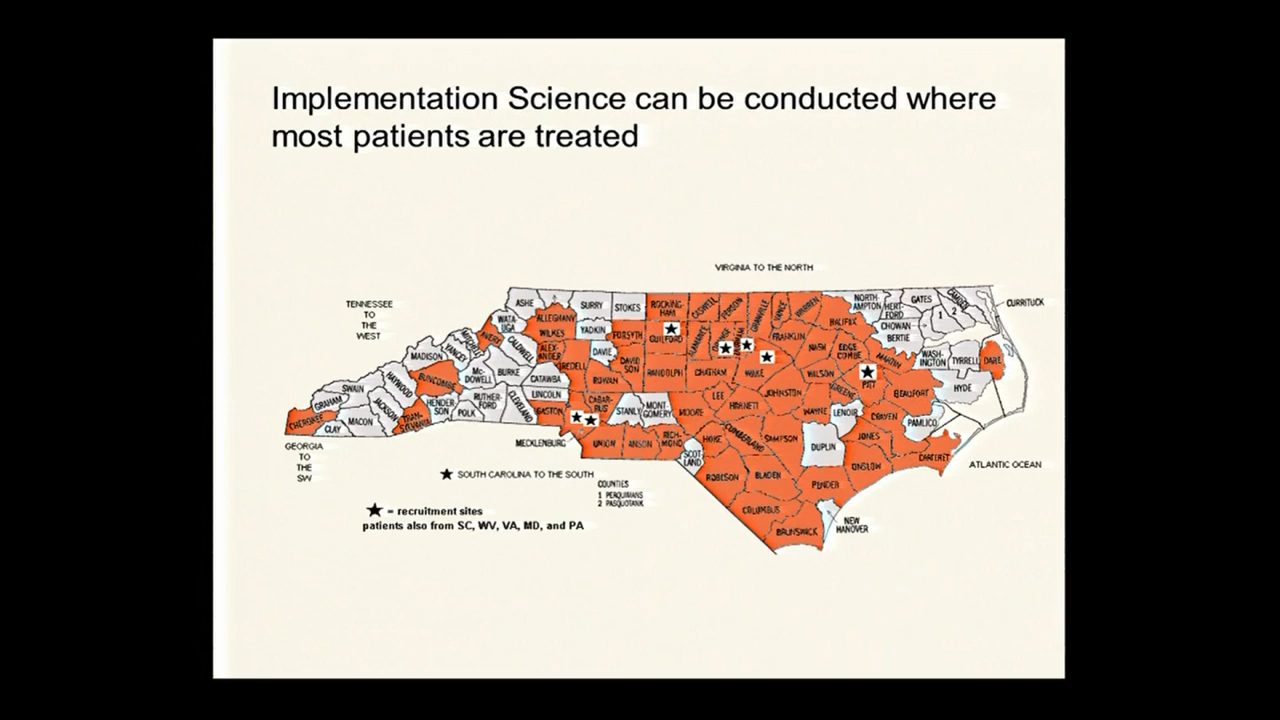 Implementation Science can be conducted where
most patients are treated
VIRGINIA TO THE NORTH
TENNESSEE
TO
THE
WEST
ASHE
SURRY
STOKES
ROCKING-
HAM
CASWELL
PERSON
GRANVILLE
VANCE
WARREN
NORTH-
AMPTON
HERT-
FORD
GATES
CAMDEN
CURRITUCK
1
2
WATA-
UGA
ALLEGHANY
WILKES
YADKIN
FORSYTH
GUILFORD
ALAMANCE
ORANGE
DURHAM
FRANKLIN
HALIFAX
CHOWAN
BERTIE
MADISON
YANCEY
MITCHELL
AVERY
CALDWELL
ALEX-
ANDER
DAVIE
DAVID
SON
NASH
EDGE
COMBE
MARTIN
WASH-
INGTON
TYRRELL
DARE
SWAIN
HAYWOOD
BUNCOMBE
Mc-
DOWELL
BURKE
CATAWBA
IREDELL
ROWAN
RANDOLPH
CHATHAM
WAKE
WILSON
PITT
BEAUFORT
HYDE
GRAHAM
JACKSON
HENDER
SON
POLK
RUTHER-
FORD
CLEVELAND
LINCOLN
GASTON
CABAR-
RUS
STANLY
MONT-
GOMERY
MOORE
LEE
HARNETT
JOHNSTON
GREENE
WAYNE
LENOIR
CRAVEN
PAMLICO
CHEROKEE
CLAY
MACON
TRAN-
SYLVANIA
MECKLENBURG
UNION
ANSON
RICH-
MOND
SCOT
LAND
HOKE
CUMBERLAND
SAMPSON
DUPLIN
JONES
ONSLOW
CARTERET
GEORGIA
TO
THE
SW
SOUTH CAROLINA TO THE SOUTH
ATLANTIC OCEAN
ROBESON
BLADEN
PENDER
COLUMBUS
BRUNSWICK
NEW
HANOVER
COUNTIES
1 PERQUIMANS
2 PASQUOTANK
= recruitment sites
patients also from SC, WV, VA, MD, and PA